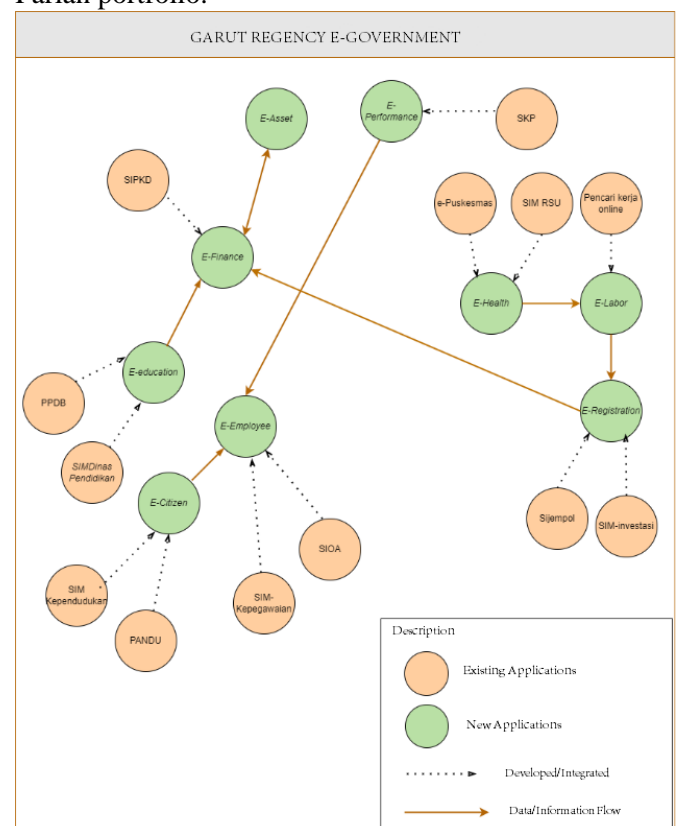 Parlan portfolio.
GARUT REGENCY E-GOVERNMENT
E-Asset
E-
Performance
SKP
SIPKD
e-Puskesmas
SIM RSU
Pencari kerja
online
E-Finance
E-Health
E-Labor
E-education
PPDB
E-Registration
E-Employee
SIMDinas
Pendidikan
E-Citizen
Sijempol
SIM-investasi
SIOA
SIM
Kependudukan
SIM-
Kepegawaian
PANDU
Description
Existing Applications
New Applications
Developed/Integrated
Data/Information Flow